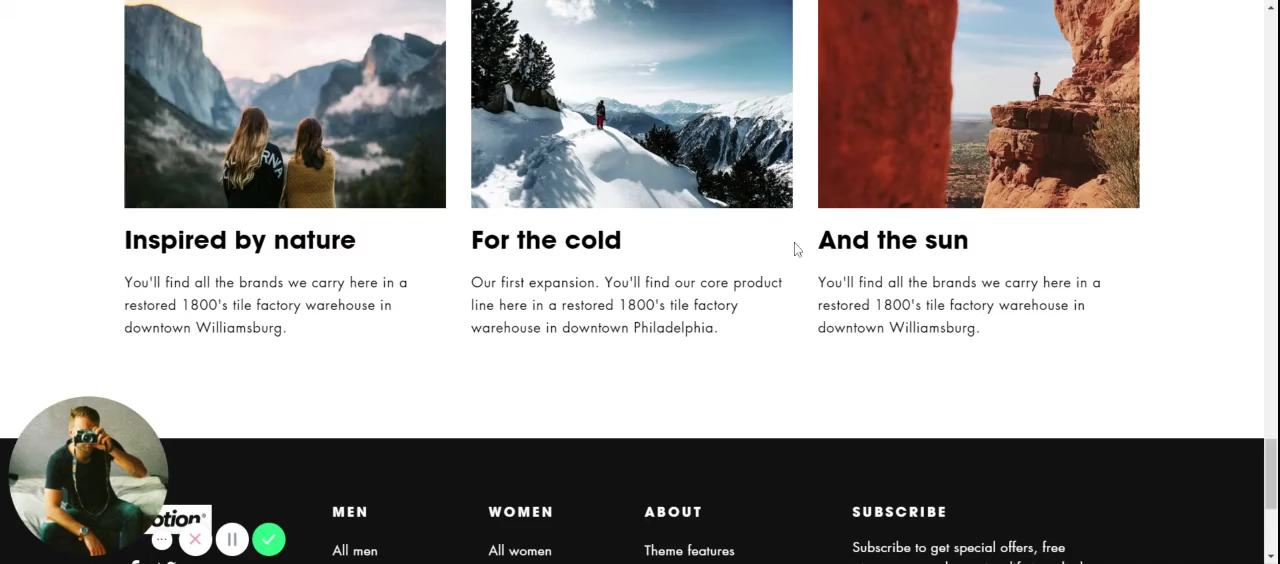 Inspired by nature
You'll find all the brands we carry here in a
restored 1800's tile factory warehouse in
downtown Williamsburg.
For the cold
Our first expansion. You'll find our core product
line here in a restored 1800's tile factory
warehouse in downtown Philadelphia.
And the sun
You'll find all the brands we carry here in a
restored 1800's tile factory warehouse in
downtown Williamsburg.
otion®
MEN
All men
WOMEN
All women
ABOUT
Theme features
SUBSCRIBE
Subscribe to get special offers, free